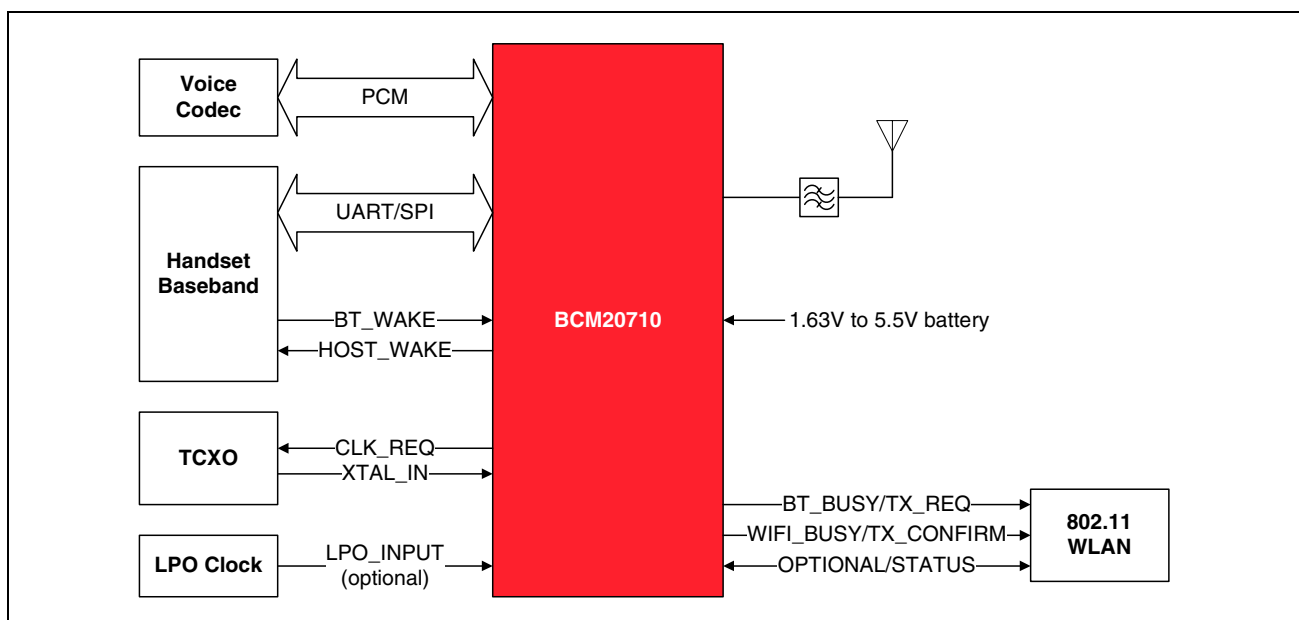 Voice
Codec
PCM
UART/SPI
Handset
Baseband
BT_WAKE
HOST_WAKE
BCM20710
1.63V to 5.5V battery
TCXO
CLK_REQ
XTAL_IN
LPO Clock
LPO_INPUT
(optional)
BT_BUSY/TX_REQ
WIFI_BUSY/TX_CONFIRM
OPTIONAL/STATUS
802.11
WLAN